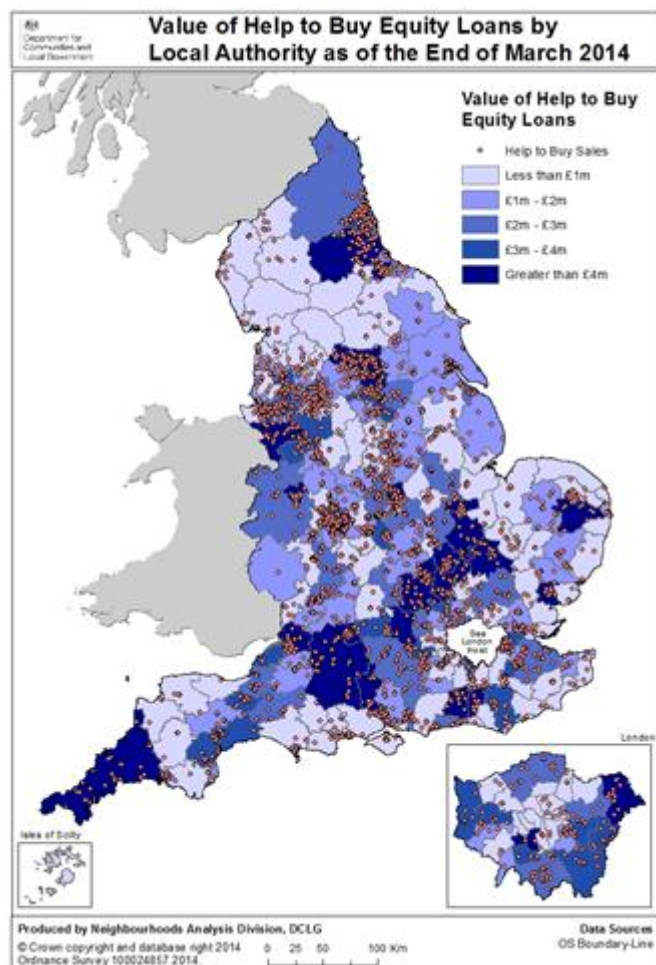 Department for
Communities and
Local Government
Value of Help to Buy Equity Loans by
Local Authority as of the End of March 2014
Value of Help to Buy
Equity Loans
Help to Buy Sales
Less than £1m
£1m - £2m
£2m - £3m
£3m - £4m
Greater than £4m
See
London
Inset
London
Isles of Scilly
Produced by Neighbourhoods Analysis Division, DCLG
© Crown copyright and database right 2014
Ordnance Survey 100024857 2014.
0 25 50 100 Km
Data Sources
OS Boundary-Line